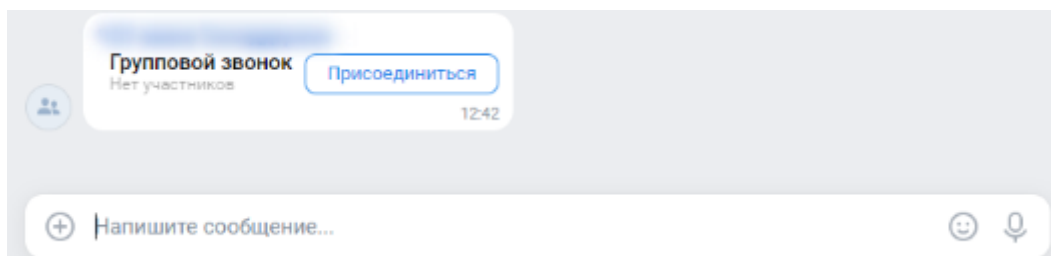 Групповой звонок
Присоединиться
Нет участников
12:42
Напишите сообщение...